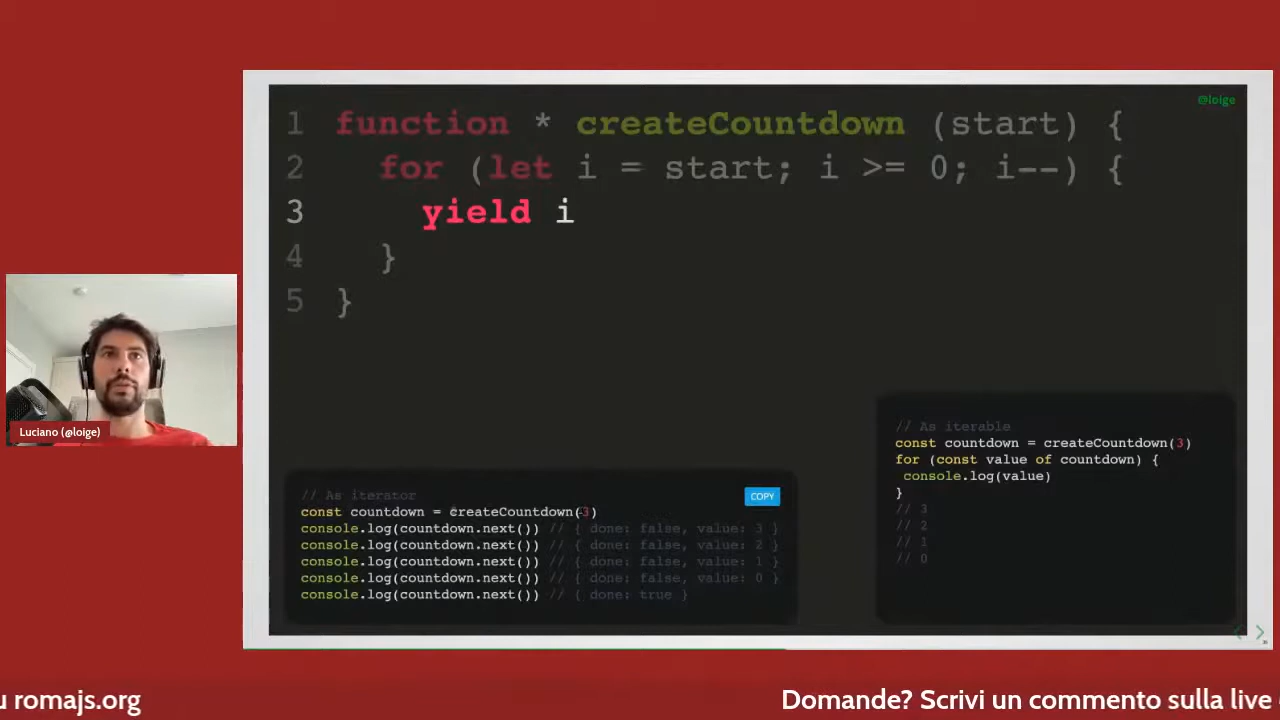 @loige
1 function * createCountdown (start) {
2 for (let i = start; i >= 0; i--) {
3 yield i
4 }
5 }
Luciano (@loige)
// As iterator
COPY
const countdown = createCountdown(3)
console.log(countdown.next()) // { done: false, value: 3 }
console.log(countdown.next()) // { done: false, value: 2 }
console.log(countdown.next()) // { done: false, value: 1 }
console.log(countdown.next()) // { done: false, value: 0 }
console.log(countdown.next()) // { done: true }
// As iterable
const countdown = createCountdown(3)
for (const value of countdown) {
console.log(value)
}
// 3
// 2
// 1
// 0
u romajs.org
Domande? Scrivi un commento sulla live